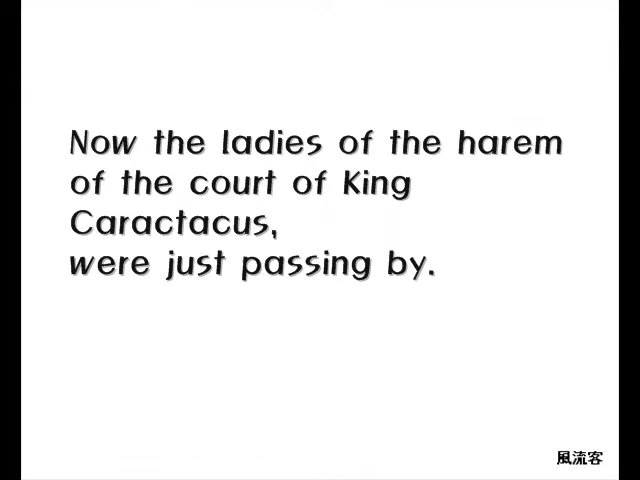 Now the ladies of the harem
of the court of King
Caractacus,
were just passing by.
風流客